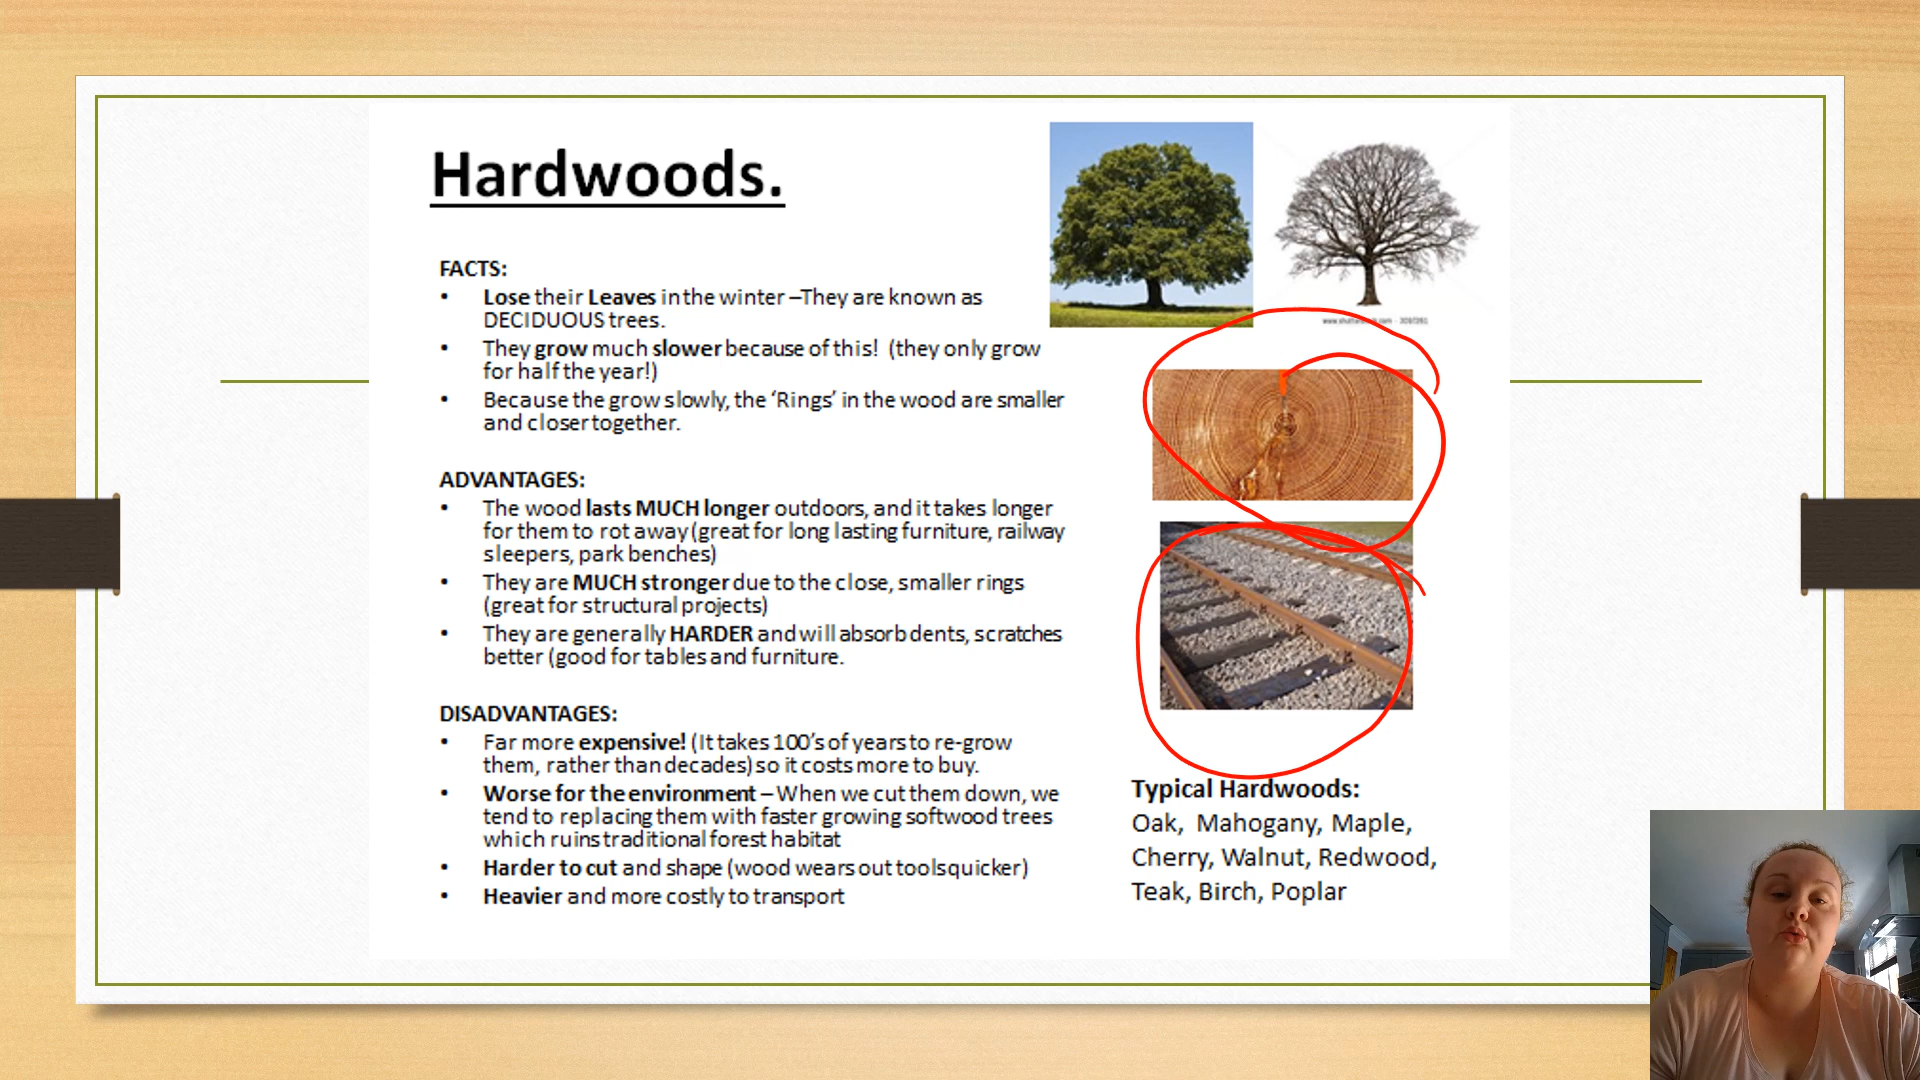 Hardwoods.
FACTS:
• Lose their Leaves in the winter –They are known as
DECIDUOUS trees.
• They grow much slower because of this! (they only grow
for half the year!)
• Because the grow slowly, the ‘Rings’ in the wood are smaller
and closer together.
ADVANTAGES:
• The wood lasts MUCH longer outdoors, and it takes longer
for them to rot away (great for long lasting furniture, railway
sleepers, park benches)
• They are MUCH stronger due to the close, smaller rings
(great for structural projects)
• They are generally HARDER and will absorb dents, scratches
better (good for tables and furniture.
DISADVANTAGES:
• Far more expensive! (It takes 100’s of years to re-grow
them, rather than decades) so it costs more to buy.
• Worse for the environment – When we cut them down, we
tend to replacing them with faster growing softwood trees
which ruins traditional forest habitat
• Harder to cut and shape (wood wears out tools quicker)
• Heavier and more costly to transport
Typical Hardwoods:
Oak, Mahogany, Maple,
Cherry, Walnut, Redwood,
Teak, Birch, Poplar